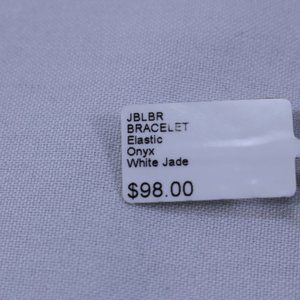 JBLBR
BRACELET
Elastic
Onyx
White Jade
$98.00